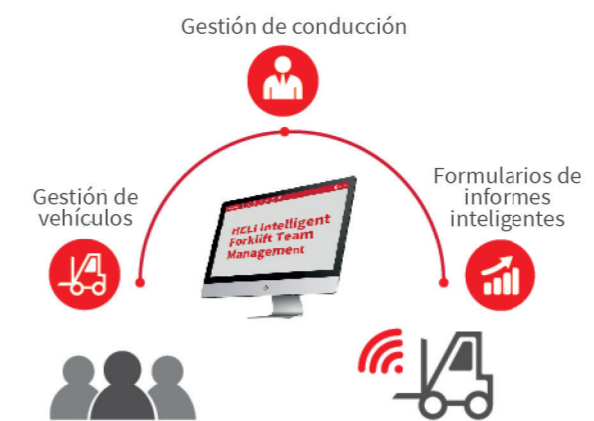 Gestión de conducción
Gestión de
vehículos
Formularios de
informes
inteligentes
HELI Intelligent
Forklift Team
Management